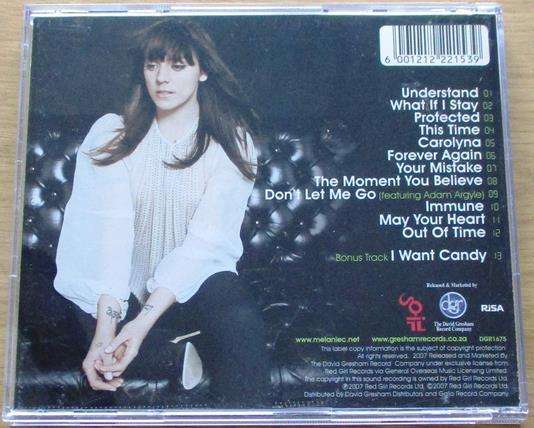 6 001212 221539
Understand 01
What If I Stay 02
Protected 03
This Time 04
Carolyna 05
Forever Again 06
Your Mistake 07
The Moment You Believe 08
Don't Let Me Go (featuring Adam Argyle) 09
Immune 10
May Your Heart 11
Out Of Time 12
Bonus Track I Want Candy 13
Released & Marketed by
dgr
The David Gresham
Record Company
RiSA
www.melaniec.net www.greshamrecords.co.za DGR1675
This label copy information is the subject of copyright protection.
All rights reserved. 2007 Released and Marketed By
The David Gresham Record Company under exclusive license from
Red Girl Records via General Overseas Music Licensing Limited.
The copyright in this sound recording is owned by Red Girl Records Ltd.
℗2007 Red Girl Records Ltd, ©2007 Red Girl Records Ltd.
Distributed by David Gresham Distributors and Gallo Record Company.